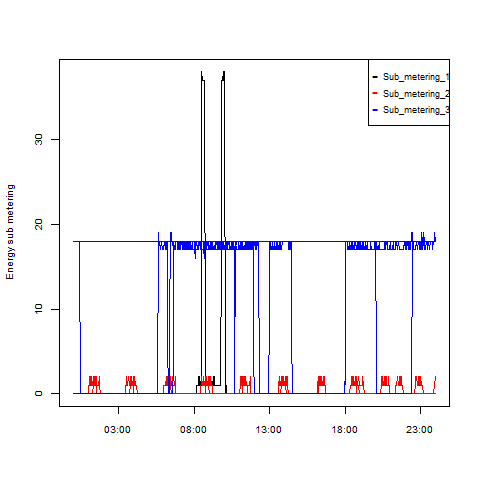 Sub_metering_1
Sub_metering_2
Sub_metering_3
Energy sub metering
30
20
10
0
03:00 08:00 13:00 18:00 23:00